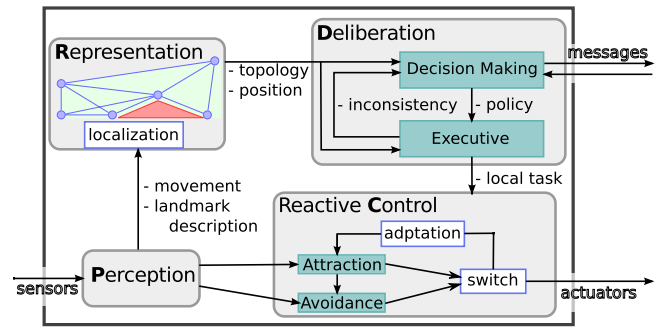 Representation
localization
- topology
- position
Deliberation
Decision Making
- inconsistency
- policy
Executive
messages
- movement
- landmark
description
- local task
Reactive Control
adptation
Attraction
Avoidance
switch
Perception
sensors
actuators